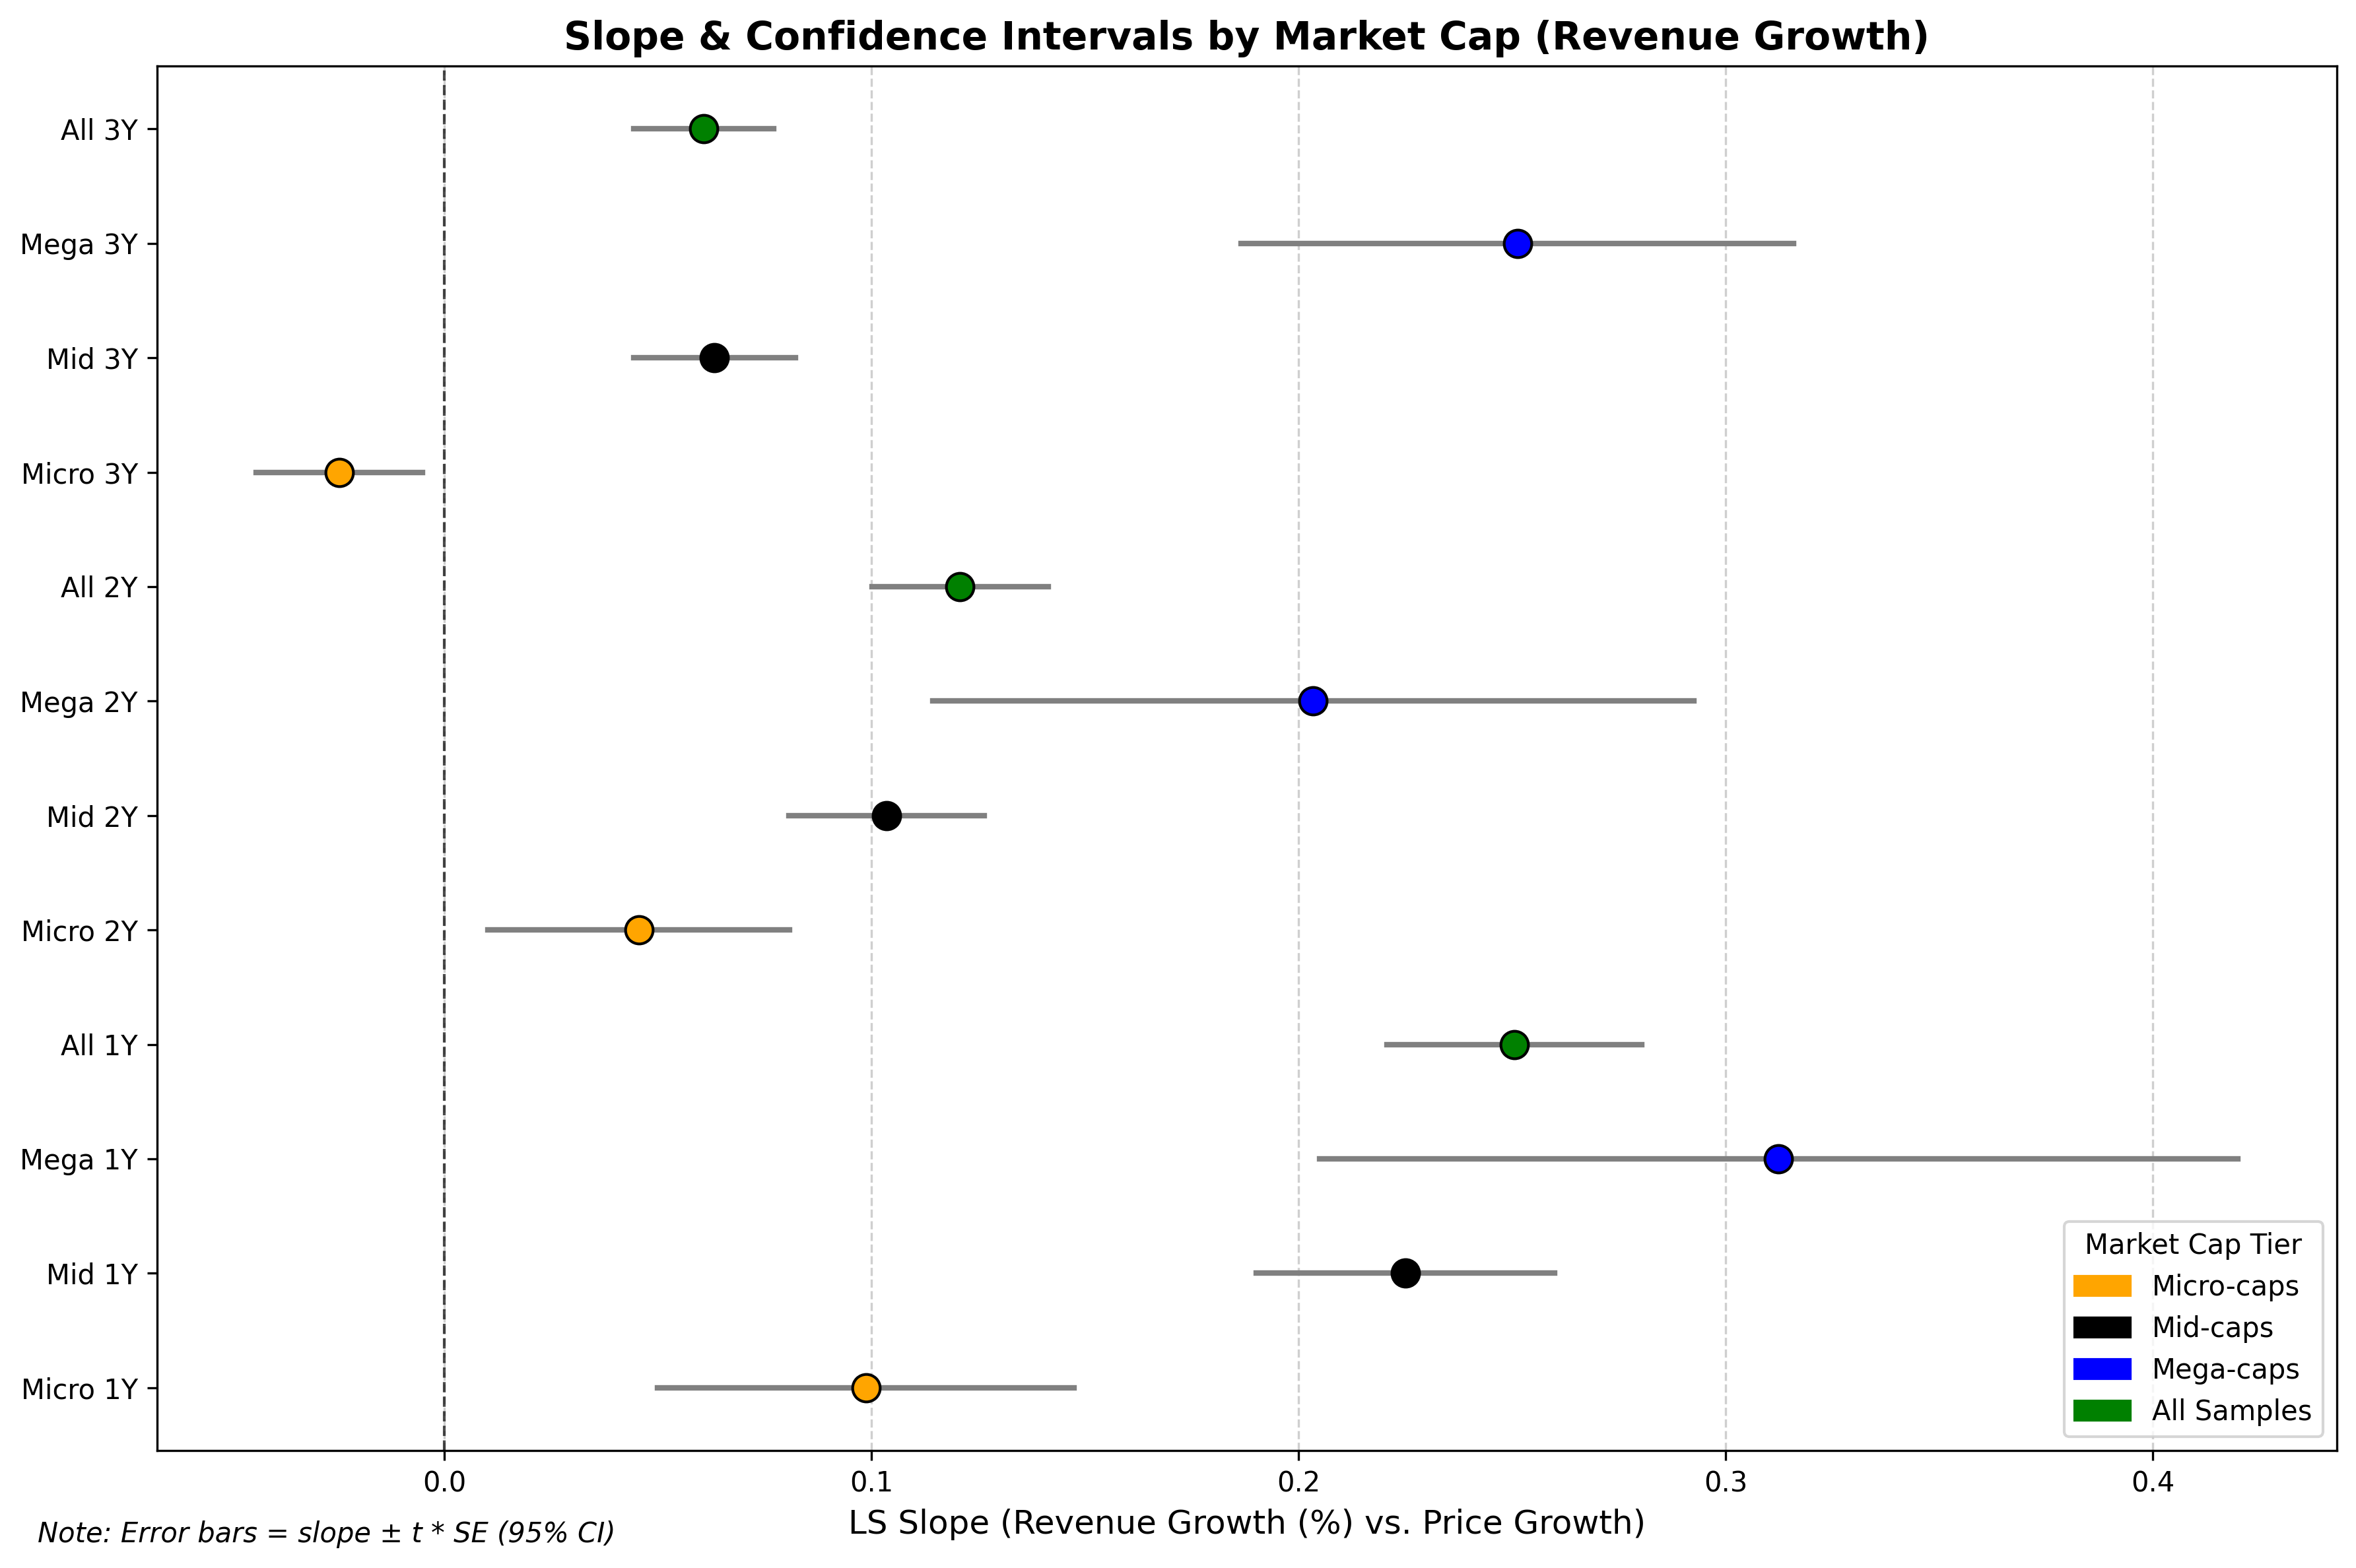 Slope & Confidence Intervals by Market Cap (Revenue Growth)
All 3Y
Mega 3Y
Mid 3Y
Micro 3Y
All 2Y
Mega 2Y
Mid 2Y
Micro 2Y
All 1Y
Mega 1Y
Mid 1Y
Micro 1Y
Market Cap Tier
Micro-caps
Mid-caps
Mega-caps
All Samples
0.0 0.1 0.2 0.3 0.4
LS Slope (Revenue Growth (%) vs. Price Growth)
Note: Error bars = slope ± t * SE (95% CI)